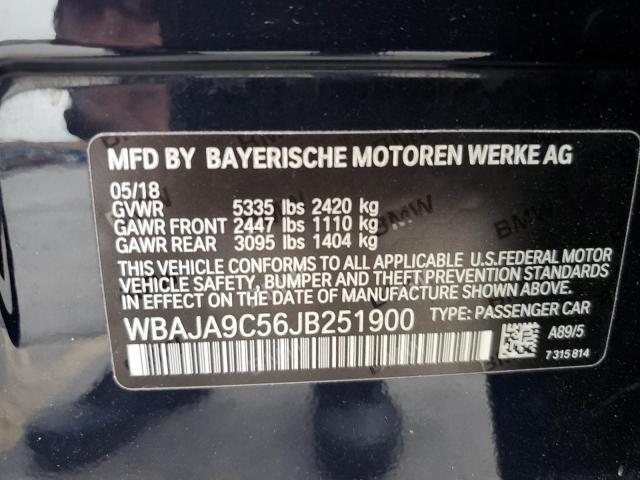 MFD BY BAYERISCHE MOTOREN WERKE AG
05/18
GVWR 5335 lbs 2420 kg
GAWR FRONT 2447 lbs 1110 kg
GAWR REAR 3095 lbs 1404 kg
THIS VEHICLE CONFORMS TO ALL APPLICABLE U.S.FEDERAL MOTOR
VEHICLE SAFETY, BUMPER AND THEFT PREVENTION STANDARDS
IN EFFECT ON THE DATE OF MANUFACTURE SHOWN ABOVE.
WBAJA9C56JB251900 TYPE: PASSENGER CAR
A89/5
7 315 814